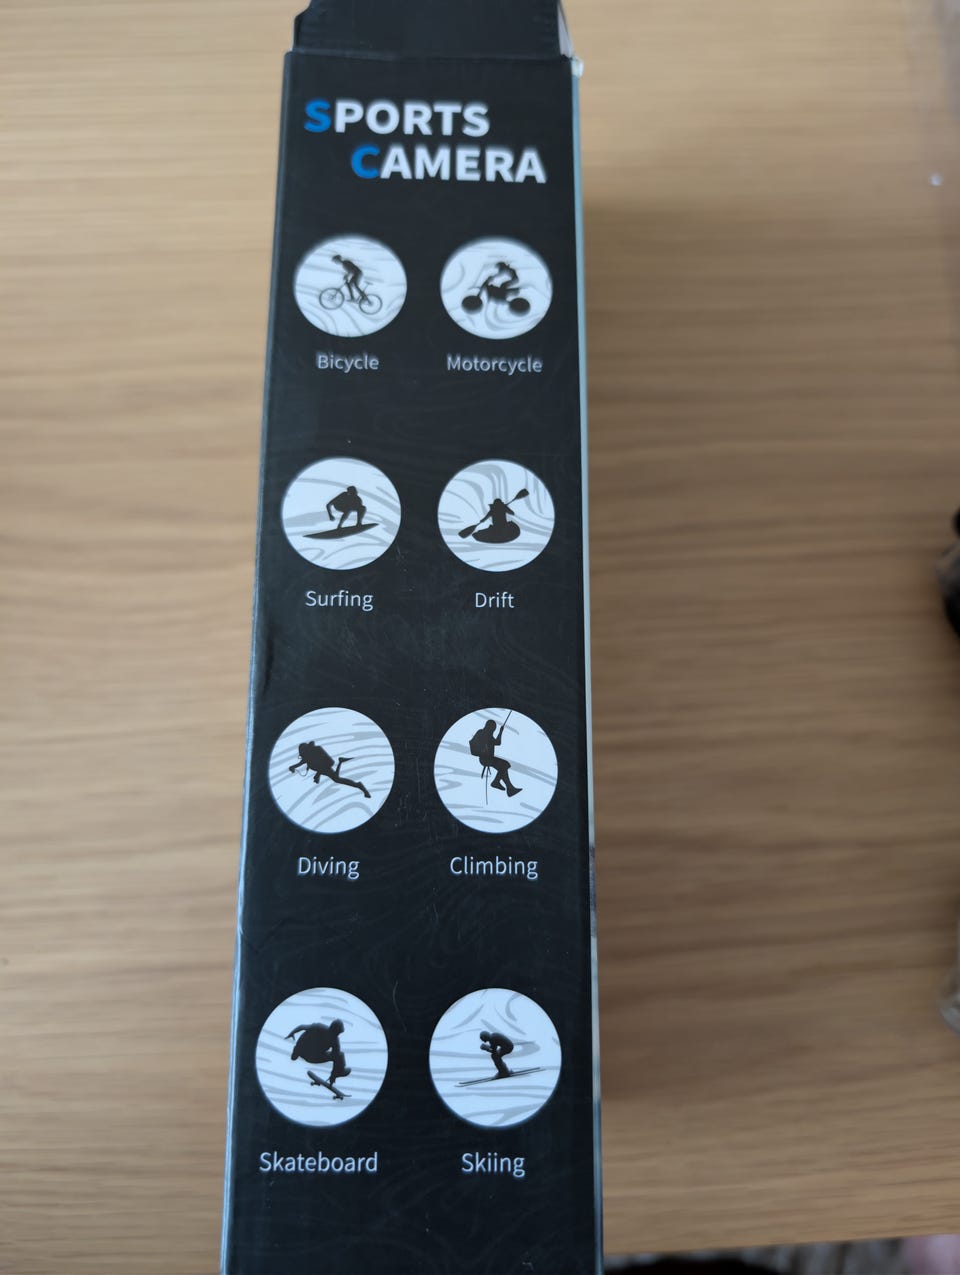 SPORTS
CAMERA
Bicycle
Motorcycle
Surfing
Drift
Diving
Climbing
Skateboard
Skiing